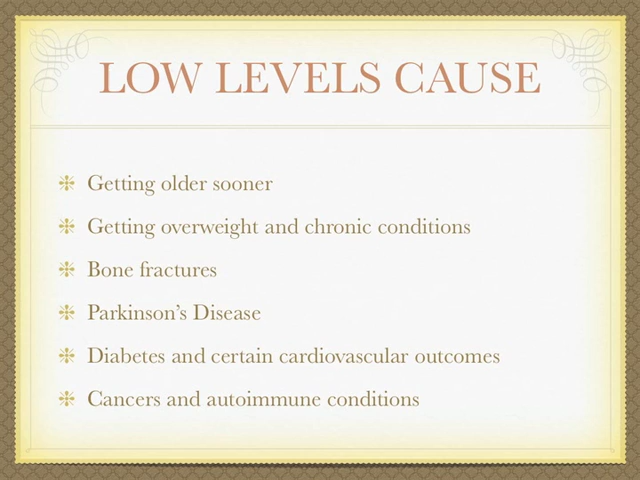 LOW LEVELS CAUSE
Getting older sooner
Getting overweight and chronic conditions
Bone fractures
Parkinson’s Disease
Diabetes and certain cardiovascular outcomes
Cancers and autoimmune conditions